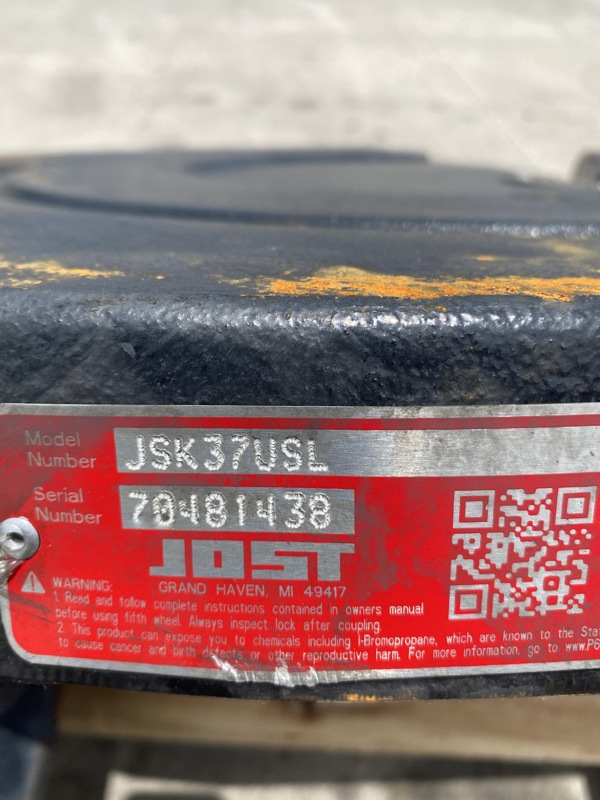 Model Number JSK37USL
Serial Number 70481438
JOST
GRAND HAVEN, MI 49417
WARNING:
1. Read and follow complete instructions contained in owners manual
before using fifth wheel. Always inspect lock after coupling.
2. This product can expose you to chemicals including 1-Bromopropane, which are known to the
to cause cancer and birth defects or other reproductive harm. For more information, go to